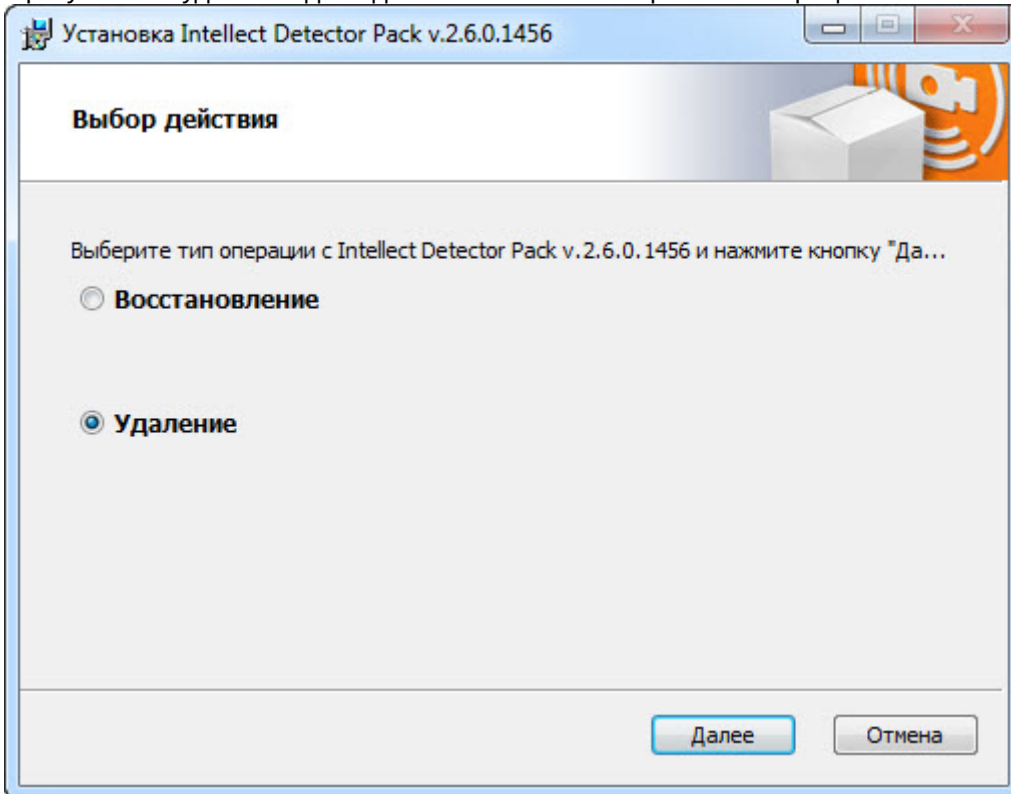 Установка Intellect Detector Pack v.2.6.0.1456
Выбор действия
Выберите тип операции с Intellect Detector Pack v.2.6.0.1456 и нажмите кнопку "Да...
Восстановление
Удаление
Далее
Отмена